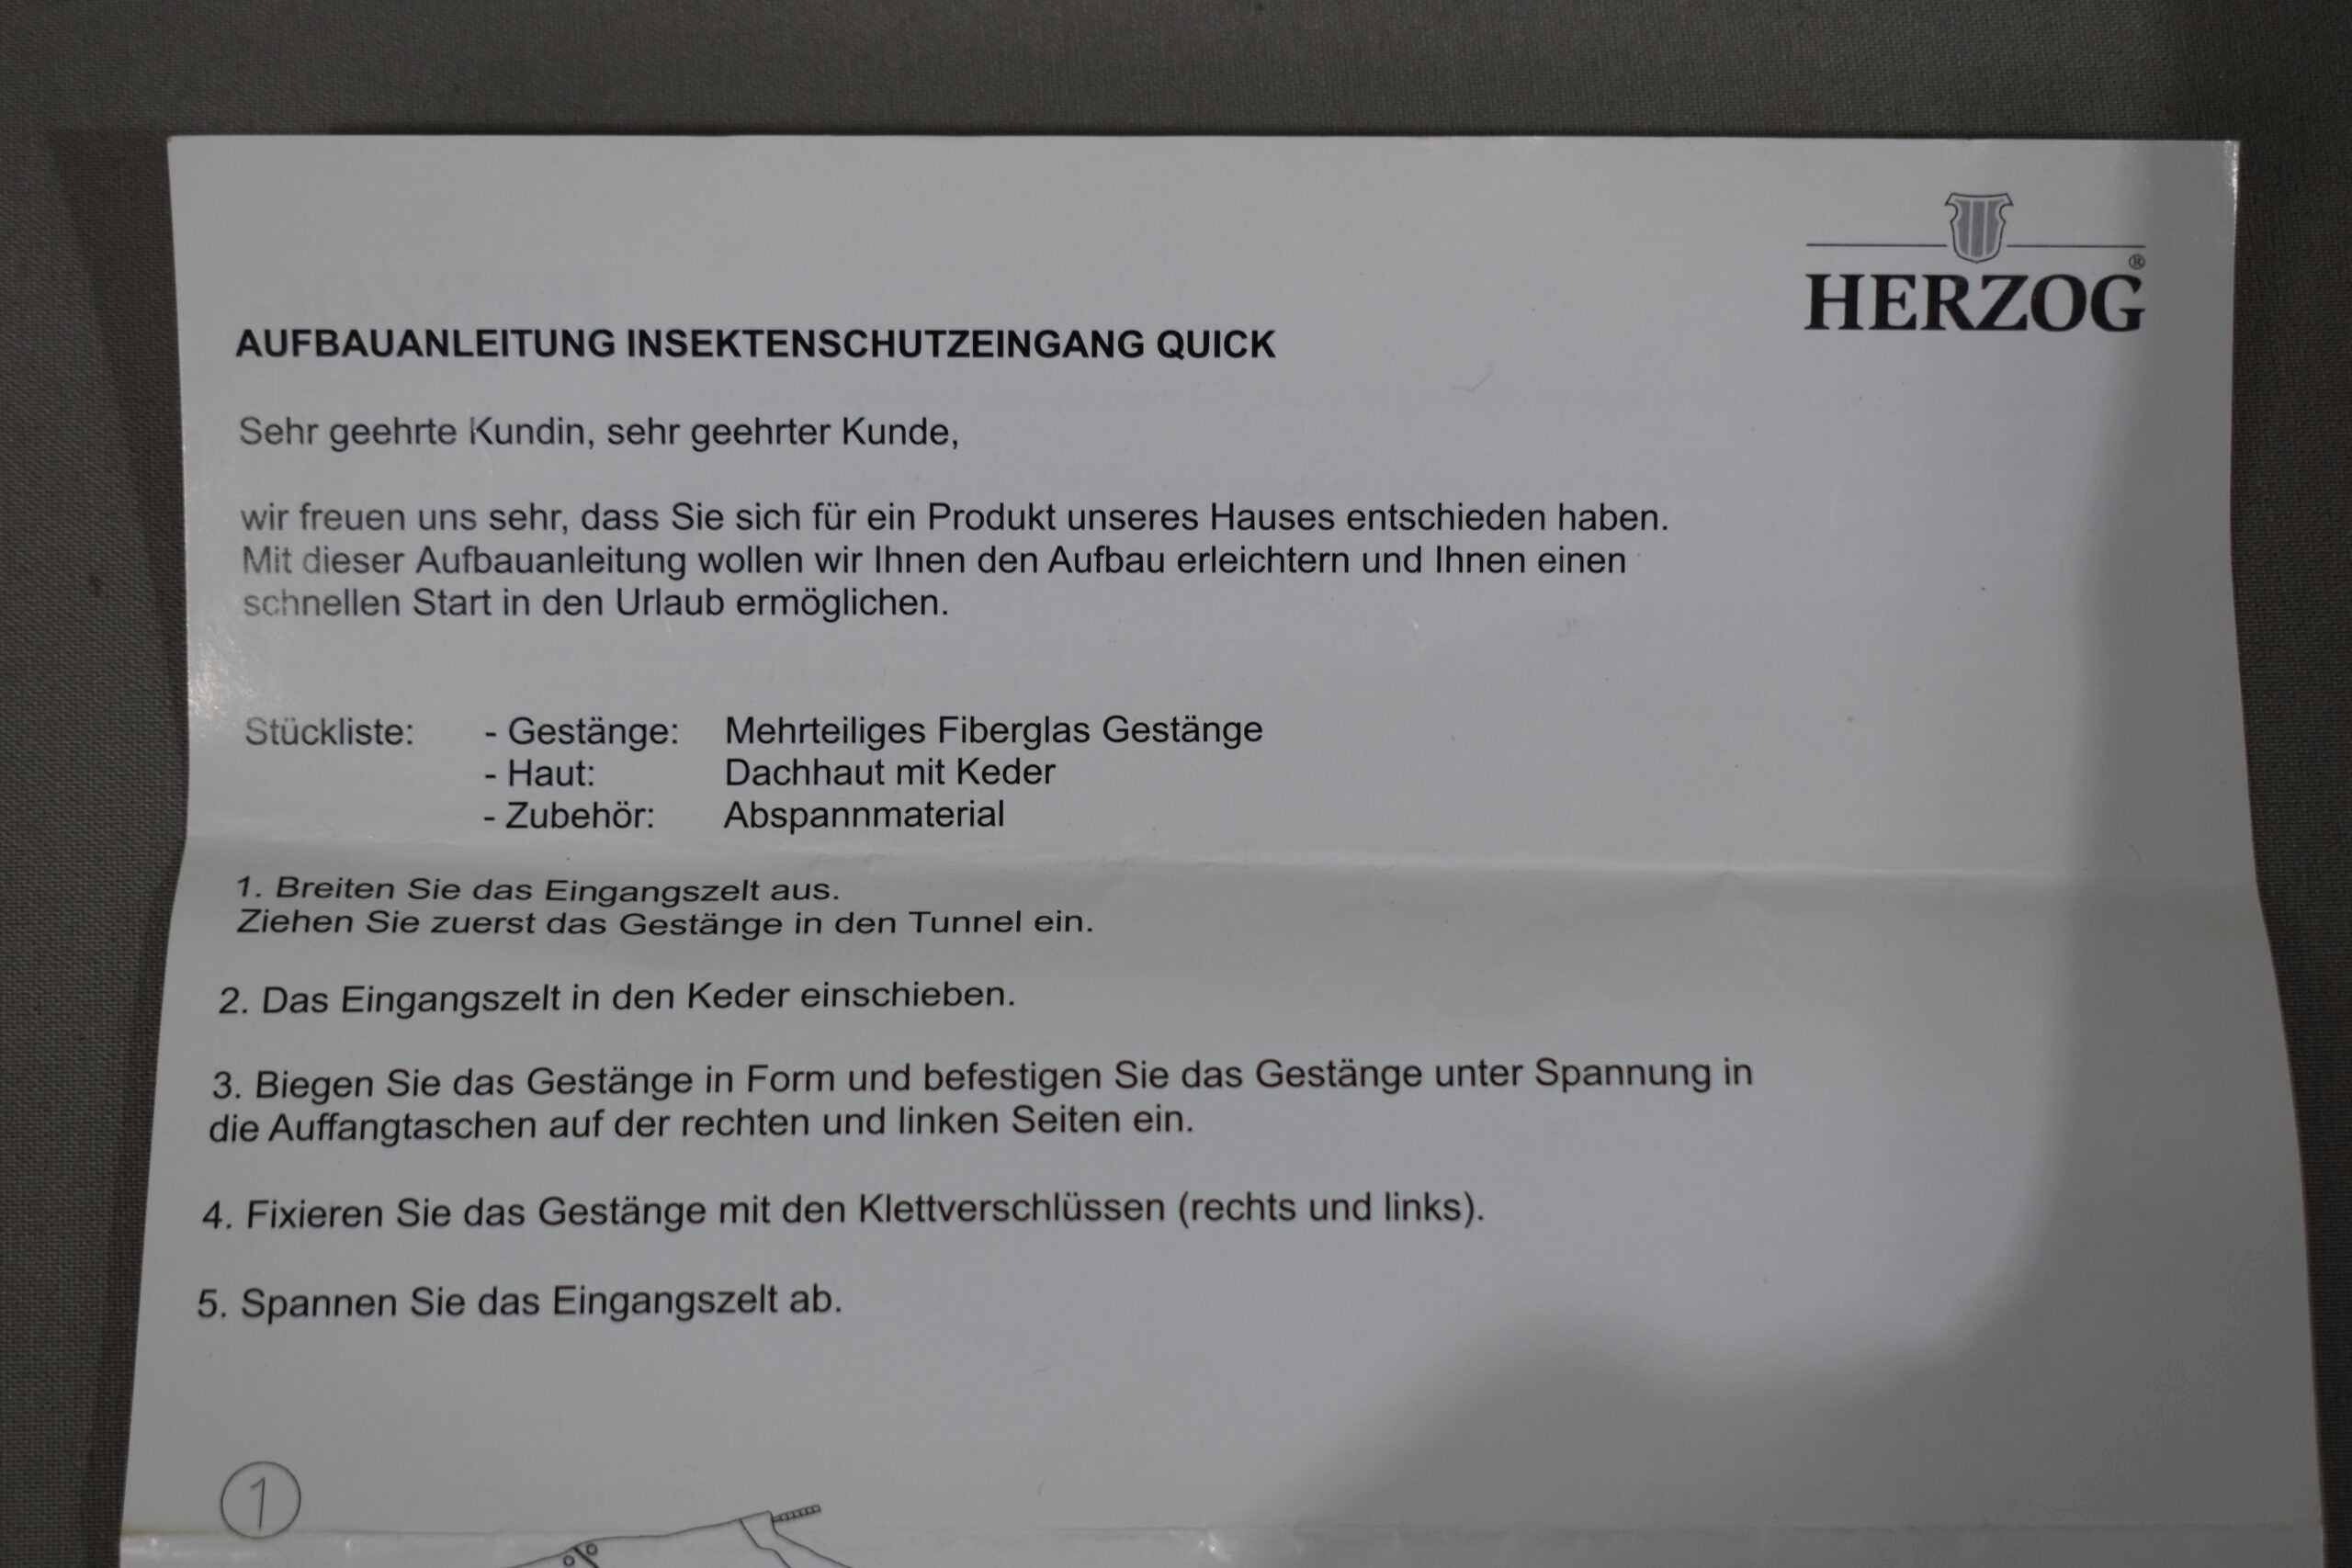 HERZOG®
AUFBAUANLEITUNG INSEKTENSCHUTZEINGANG QUICK
Sehr geehrte Kundin, sehr geehrter Kunde,
wir freuen uns sehr, dass Sie sich für ein Produkt unseres Hauses entschieden haben.
Mit dieser Aufbauanleitung wollen wir Ihnen den Aufbau erleichtern und Ihnen einen
schnellen Start in den Urlaub ermöglichen.
Stückliste: - Gestänge: Mehrteiliges Fiberglas Gestänge
- Haut: Dachhaut mit Keder
- Zubehör: Abspannmaterial
1. Breiten Sie das Eingangszelt aus.
Ziehen Sie zuerst das Gestänge in den Tunnel ein.
2. Das Eingangszelt in den Keder einschieben.
3. Biegen Sie das Gestänge in Form und befestigen Sie das Gestänge unter Spannung in
die Auffangtaschen auf der rechten und linken Seiten ein.
4. Fixieren Sie das Gestänge mit den Klettverschlüssen (rechts und links).
5. Spannen Sie das Eingangszelt ab.
1